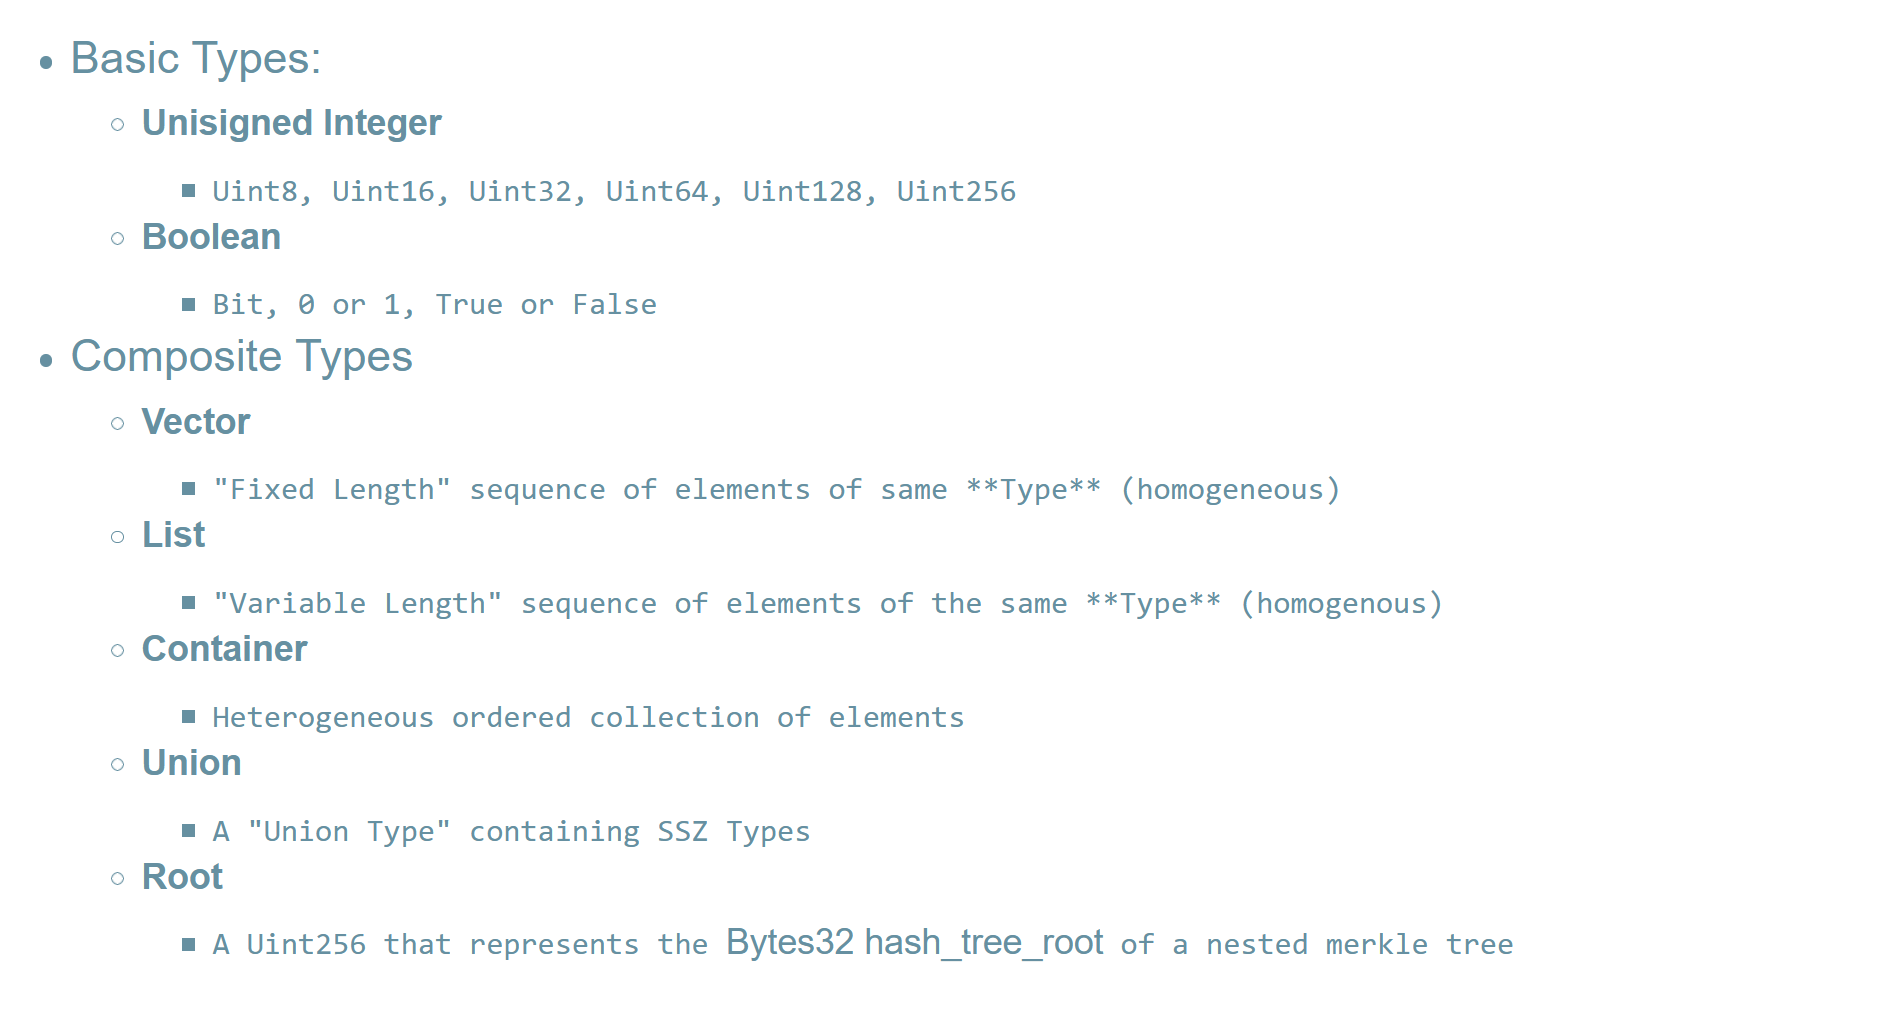 Basic Types:
Unisigned Integer
Uint8, Uint16, Uint32, Uint64, Uint128, Uint256
Boolean
Bit, 0 or 1, True or False
Composite Types
Vector
"Fixed Length" sequence of elements of same **Type** (homogeneous)
List
"Variable Length" sequence of elements of the same **Type** (homogenous)
Container
Heterogeneous ordered collection of elements
Union
A "Union Type" containing SSZ Types
Root
A Uint256 that represents the Bytes32 hash_tree_root of a nested merkle tree